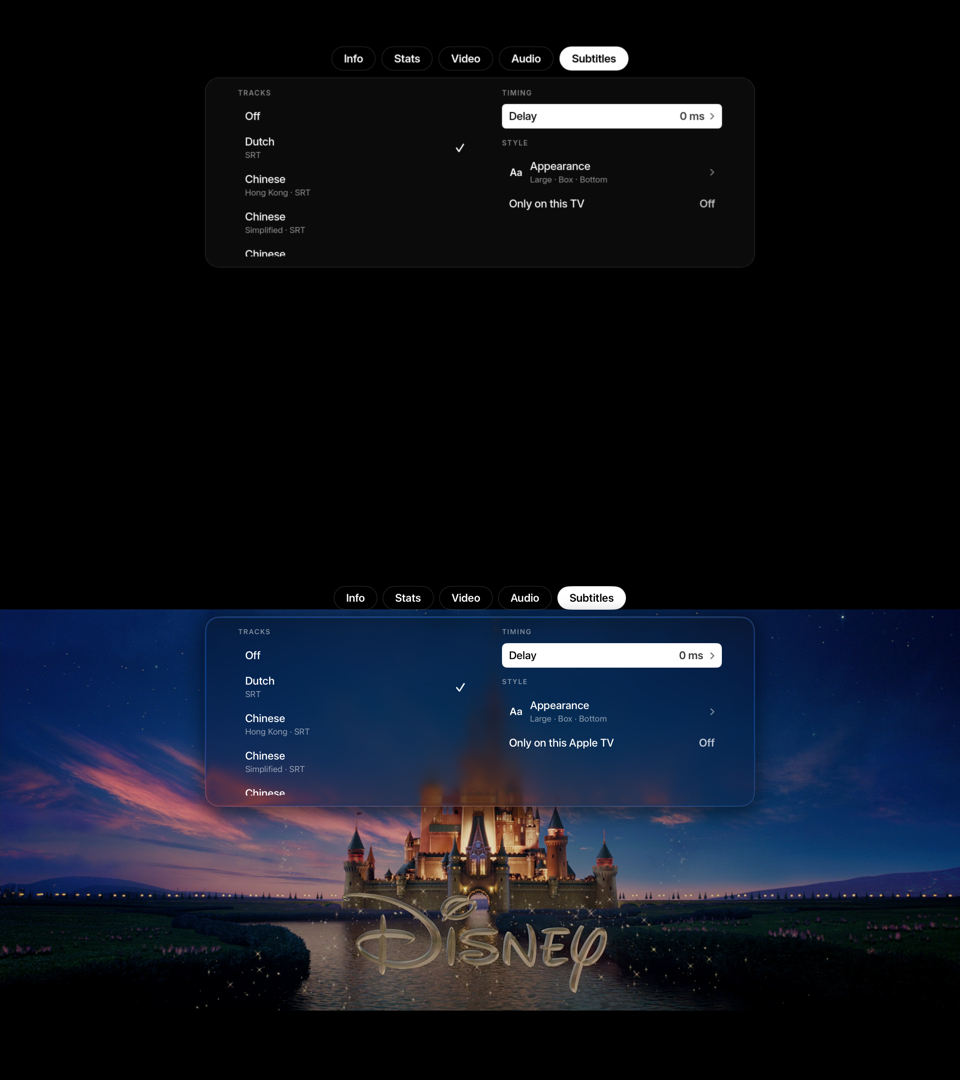 Info Stats Video Audio Subtitles
TRACKS
Off
Dutch
SRT
Chinese
Hong Kong · SRT
Chinese
Simplified · SRT
Chinese
TIMING
Delay 0 ms
STYLE
Aa Appearance
Large · Box · Bottom
Only on this TV Off
Info Stats Video Audio Subtitles
TRACKS
Off
Dutch
SRT
Chinese
Hong Kong · SRT
Chinese
Simplified · SRT
Chinese
TIMING
Delay 0 ms
STYLE
Aa Appearance
Large · Box · Bottom
Only on this Apple TV Off
Disney